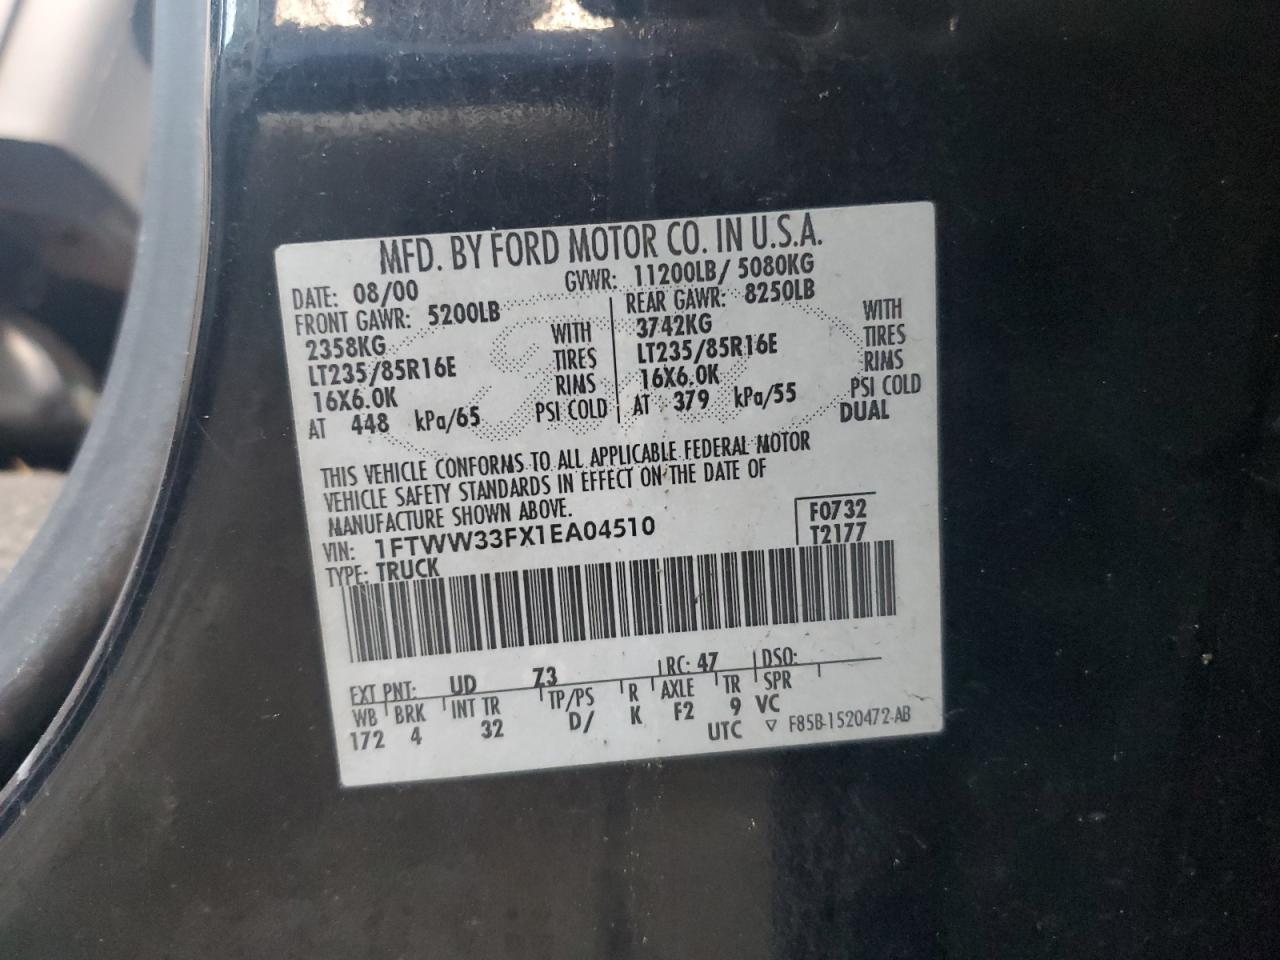 MFD. BY FORD MOTOR CO. IN U.S.A.
DATE: 08/00 GVWR: 11200LB/ 5080KG
FRONT GAWR: 5200LB REAR GAWR: 8250LB
2358KG WITH 3742KG WITH
LT235/85R16E TIRES LT235/85R16E TIRES
16X6.0K RIMS 16X6.0K RIMS
AT 448 kPa/65 PSI COLD AT 379 kPa/55 PSI COLD
DUAL
THIS VEHICLE CONFORMS TO ALL APPLICABLE FEDERAL MOTOR
VEHICLE SAFETY STANDARDS IN EFFECT ON THE DATE OF
MANUFACTURE SHOWN ABOVE.
VIN: 1FTWW33FX1EA04510 F0732
TYPE: TRUCK T2177
EXT PNT: UD Z3 RC: 47 DSO:
WB BRK INT TR TP/PS R AXLE TR SPR
172 4 32 D/ K F2 9 VC
UTC ▽ F85B-1520472-AB